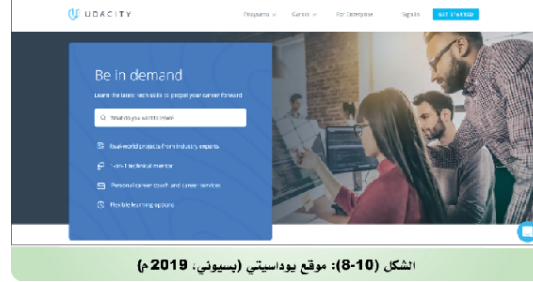 UDACITY
Programs
Career
For Enterprise
Sign In
GET STARTED
Be in demand
Learn the latest tech skills to propel your career forward
What do you want to learn?
Real-world projects from industry experts
1-on-1 technical mentor
Personal career coach and career services
Flexible learning options
الشكل (10-8): موقع يوداسيتي (بسيوني، 2019 م)